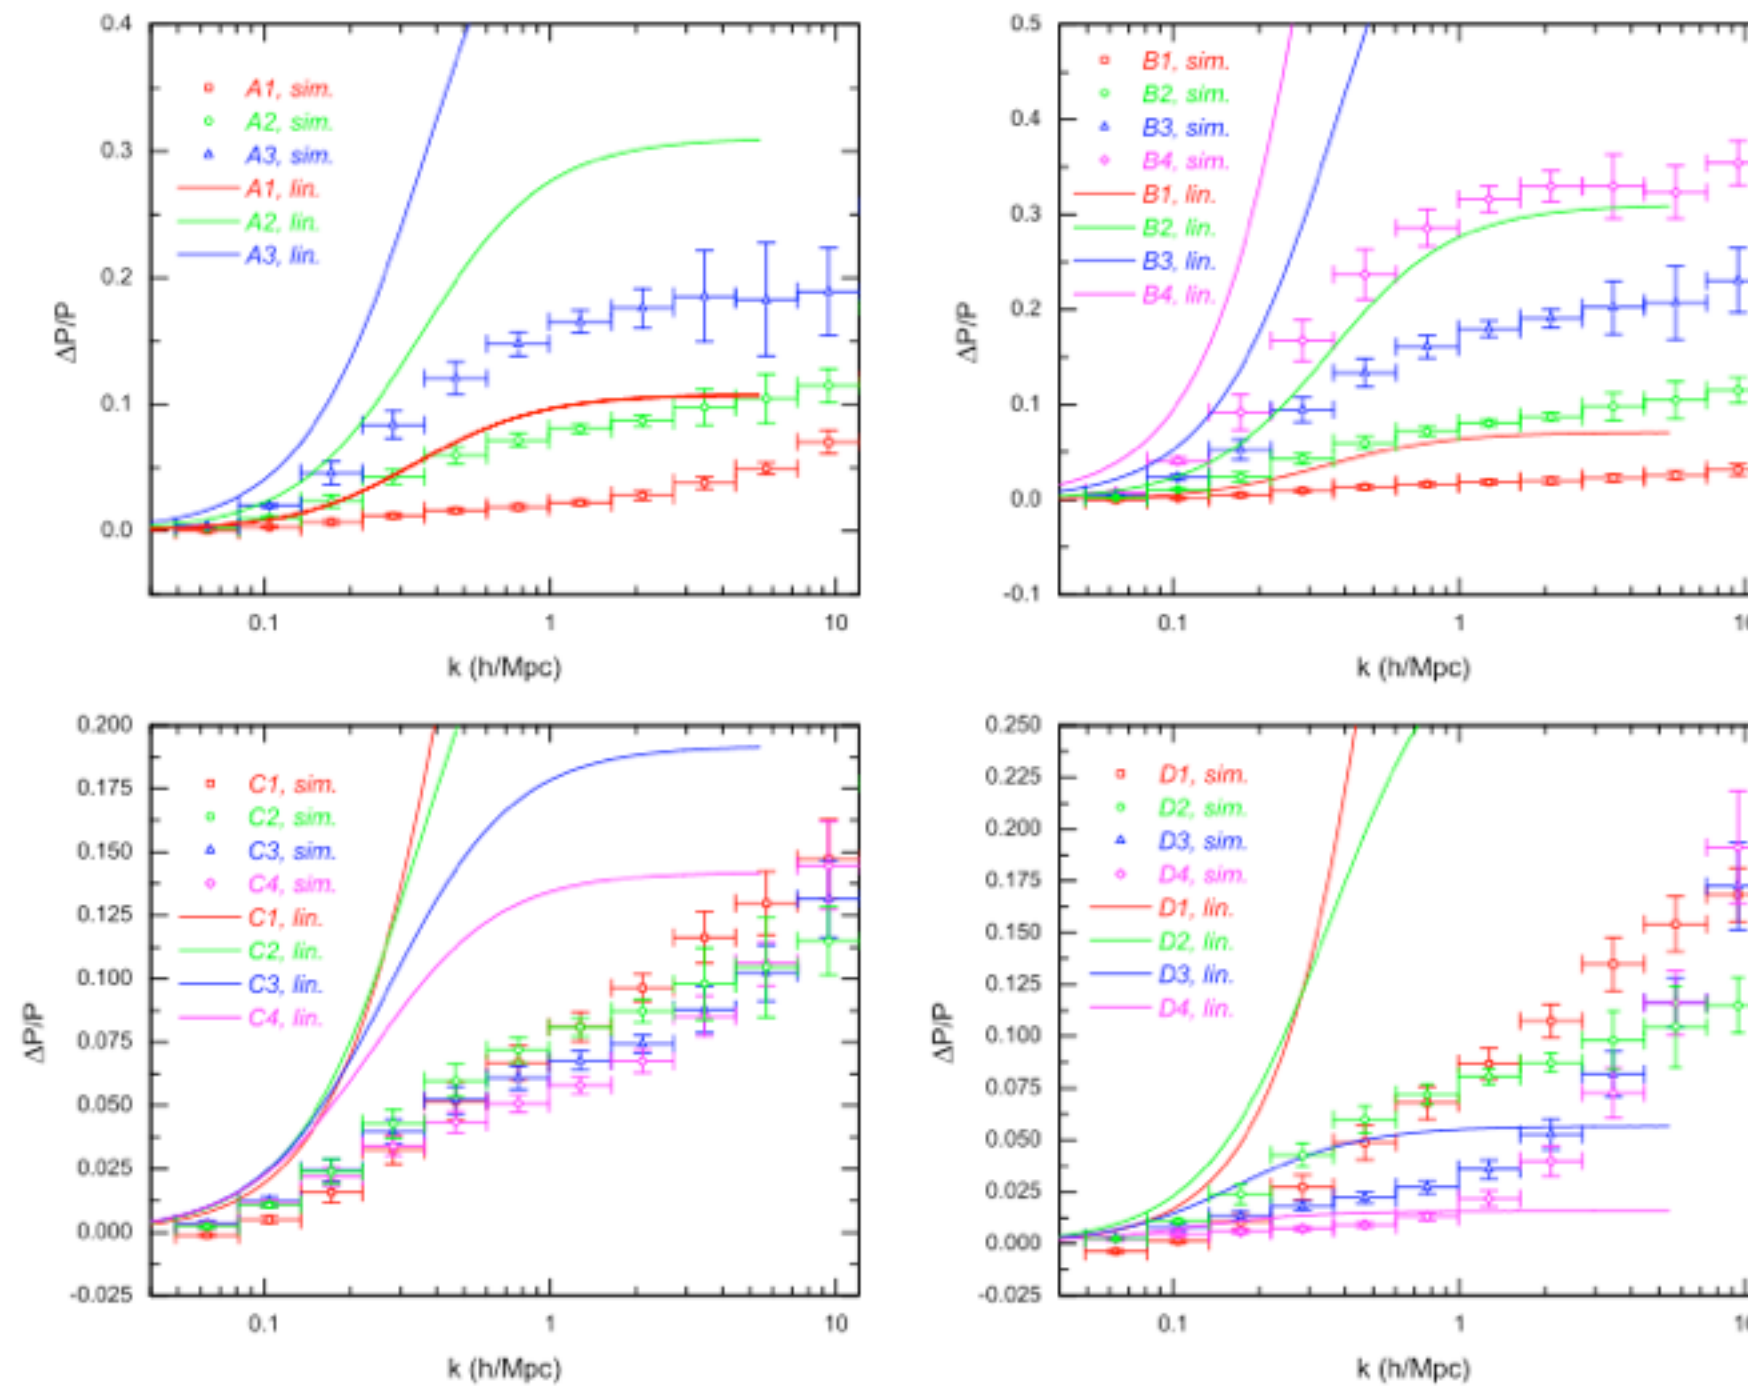 0.4
0.3
0.2
0.1
0.0
ΔP/P
A1, sim.
A2, sim.
A3, sim.
A1, lin.
A2, lin.
A3, lin.
0.1
1
10
k (h/Mpc)
0.5
0.4
0.3
0.2
0.1
0.0
-0.1
ΔP/P
B1, sim.
B2, sim.
B3, sim.
B4, sim.
B1, lin.
B2, lin.
B3, lin.
B4, lin.
0.1
1
k (h/Mpc)
0.200
0.175
0.150
0.125
0.100
0.075
0.050
0.025
0.000
-0.025
ΔP/P
C1, sim.
C2, sim.
C3, sim.
C4, sim.
C1, lin.
C2, lin.
C3, lin.
C4, lin.
0.1
1
10
k (h/Mpc)
0.250
0.225
0.200
0.175
0.150
0.125
0.100
0.075
0.050
0.025
0.000
-0.025
ΔP/P
D1, sim.
D2, sim.
D3, sim.
D4, sim.
D1, lin.
D2, lin.
D3, lin.
D4, lin.
0.1
1
k (h/Mpc)